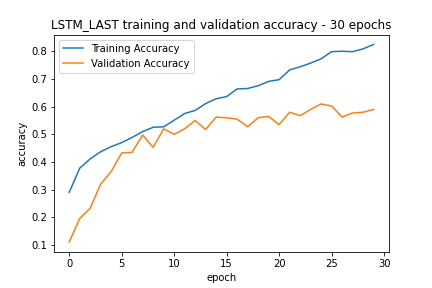 LSTM_LAST training and validation accuracy - 30 epochs
Training Accuracy
Validation Accuracy
accuracy
0.8
0.7
0.6
0.5
0.4
0.3
0.2
0.1
0 5 10 15 20 25 30
epoch